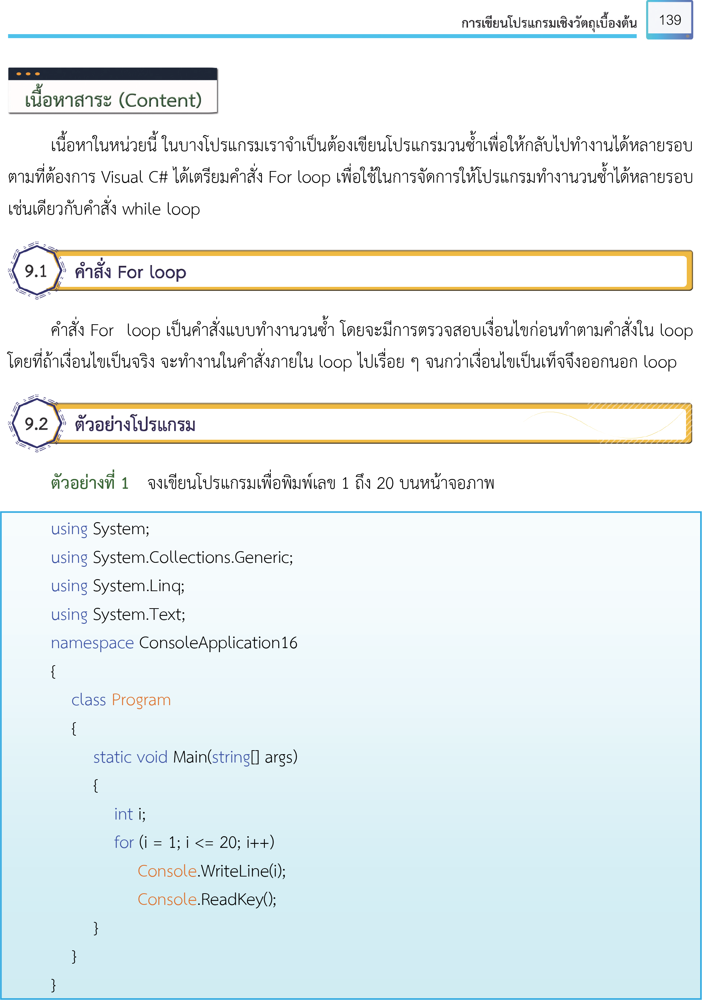 การเขียนโปรแกรมเชิงวัตถุเบื้องต้น 139
เนื้อหาสาระ (Content)
เนื้อหาในหน่วยนี้ ในบางโปรแกรมเราจำเป็นต้องเขียนโปรแกรมวนซ้ำเพื่อให้กลับไปทำงานได้หลายรอบ
ตามที่ต้องการ Visual C# ได้เตรียมคำสั่ง For loop เพื่อใช้ในการจัดการให้โปรแกรมทำงานวนซ้ำได้หลายรอบ
เช่นเดียวกับคำสั่ง while loop
9.1 คำสั่ง For loop
คำสั่ง For loop เป็นคำสั่งแบบทำงานวนซ้ำ โดยจะมีการตรวจสอบเงื่อนไขก่อนทำตามคำสั่งใน loop
โดยที่ถ้าเงื่อนไขเป็นจริง จะทำงานในคำสั่งภายใน loop ไปเรื่อย ๆ จนกว่าเงื่อนไขเป็นเท็จจึงออกนอก loop
9.2 ตัวอย่างโปรแกรม
ตัวอย่างที่ 1 จงเขียนโปรแกรมเพื่อพิมพ์เลข 1 ถึง 20 บนหน้าจอภาพ
using System;
using System.Collections.Generic;
using System.Linq;
using System.Text;
namespace ConsoleApplication16
{
class Program
{
static void Main(string[] args)
{
int i;
for (i = 1; i <= 20; i++)
Console.WriteLine(i);
Console.ReadKey();
}
}
}